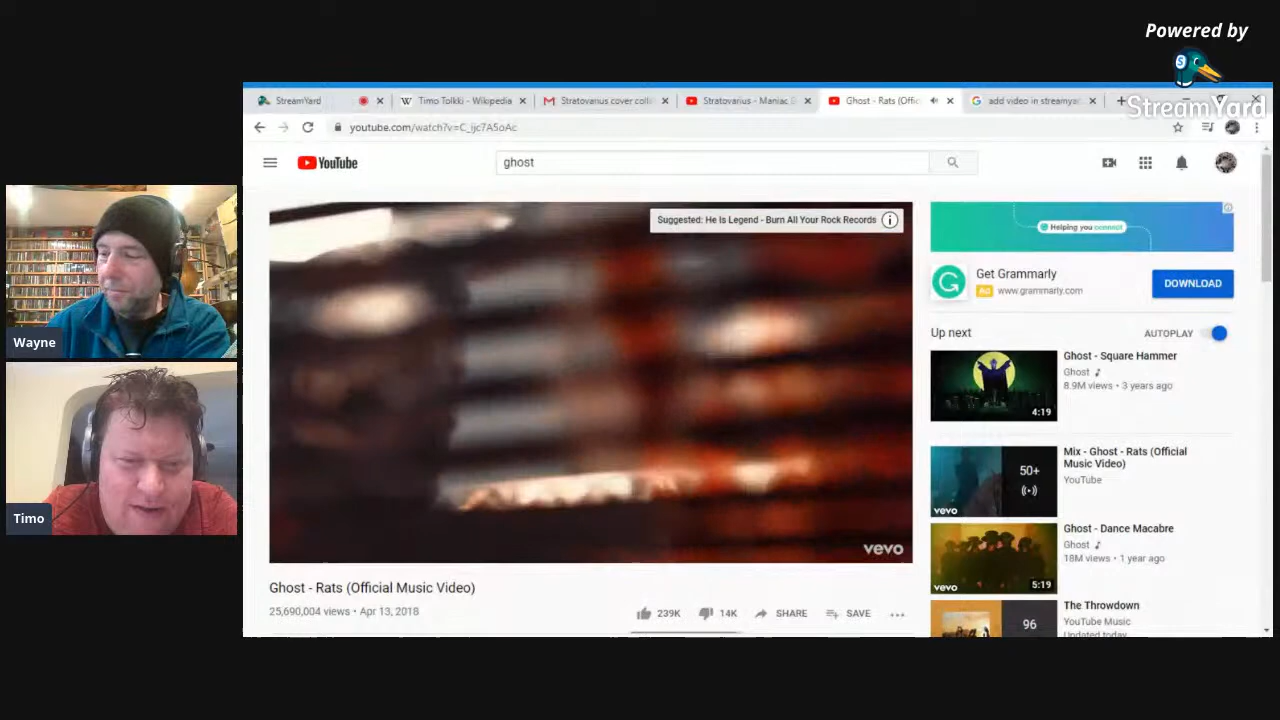 Powered by
StreamYard
StreamYard
Timo Tolkki - Wikipedia
Stratovarius cover coll
Stratovarius - Maniac
Ghost - Rats (Offic
add video in streamya
youtube.com/watch?v=C_ijc7A5oAc
YouTube
ghost
Suggested: He Is Legend - Burn All Your Rock Records
vevo
Helping you connect
Get Grammarly
Ad www.grammarly.com
DOWNLOAD
Up next
AUTOPLAY
Ghost - Square Hammer
Ghost
8.9M views • 3 years ago
4:19
Mix - Ghost - Rats (Official
Music Video)
YouTube
50+
vevo
Ghost - Dance Macabre
Ghost
18M views • 1 year ago
5:19
vevo
The Throwdown
YouTube Music
Updated today
96
Ghost - Rats (Official Music Video)
25,690,004 views • Apr 13, 2018
239K
14K
SHARE
SAVE
Wayne
Timo